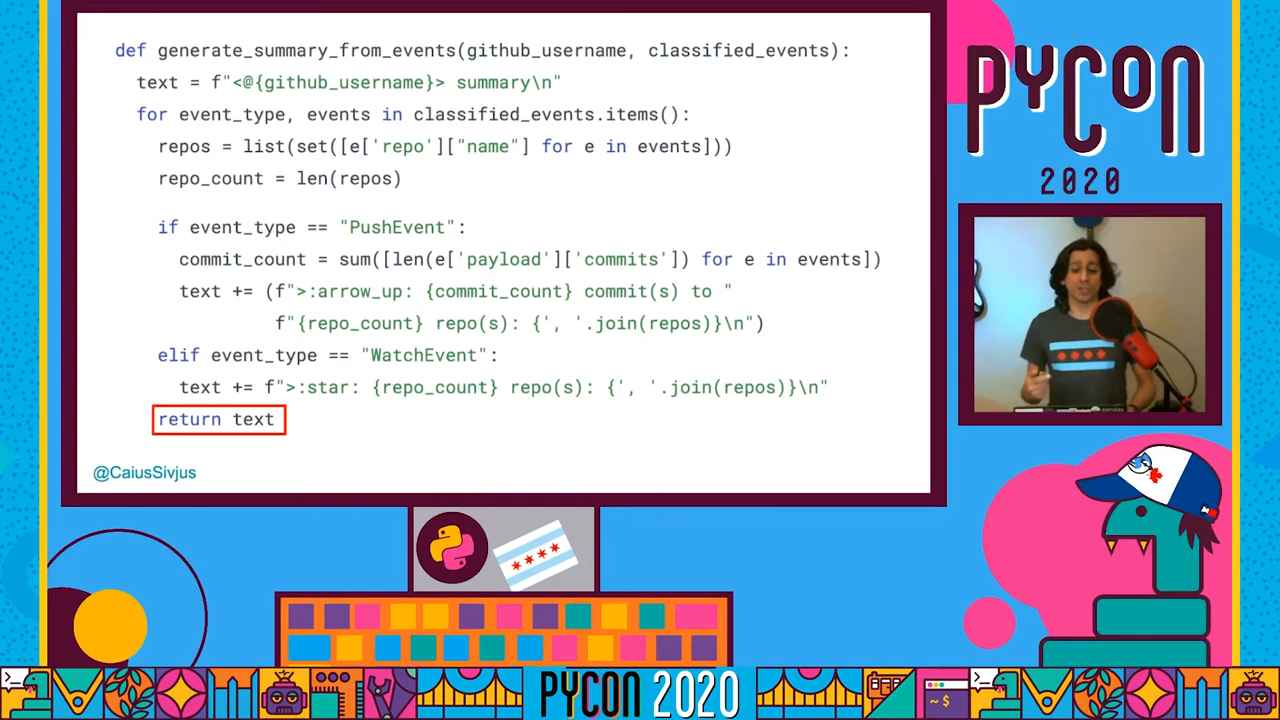 def generate_summary_from_events(github_username, classified_events):
  text = f"<@{github_username}> summary\n"
  for event_type, events in classified_events.items():
    repos = list(set([e['repo']["name"] for e in events]))
    repo_count = len(repos)
    if event_type == "PushEvent":
      commit_count = sum([len(e['payload']['commits']) for e in events])
      text += (f">:arrow_up: {commit_count} commit(s) to "
               f"{repo_count} repo(s): {', '.join(repos)}\n")
    elif event_type == "WatchEvent":
      text += f">:star: {repo_count} repo(s): {', '.join(repos)}\n"
    return text
@CaiusSivjus
PYCON
2020
PYCON 2020
~$